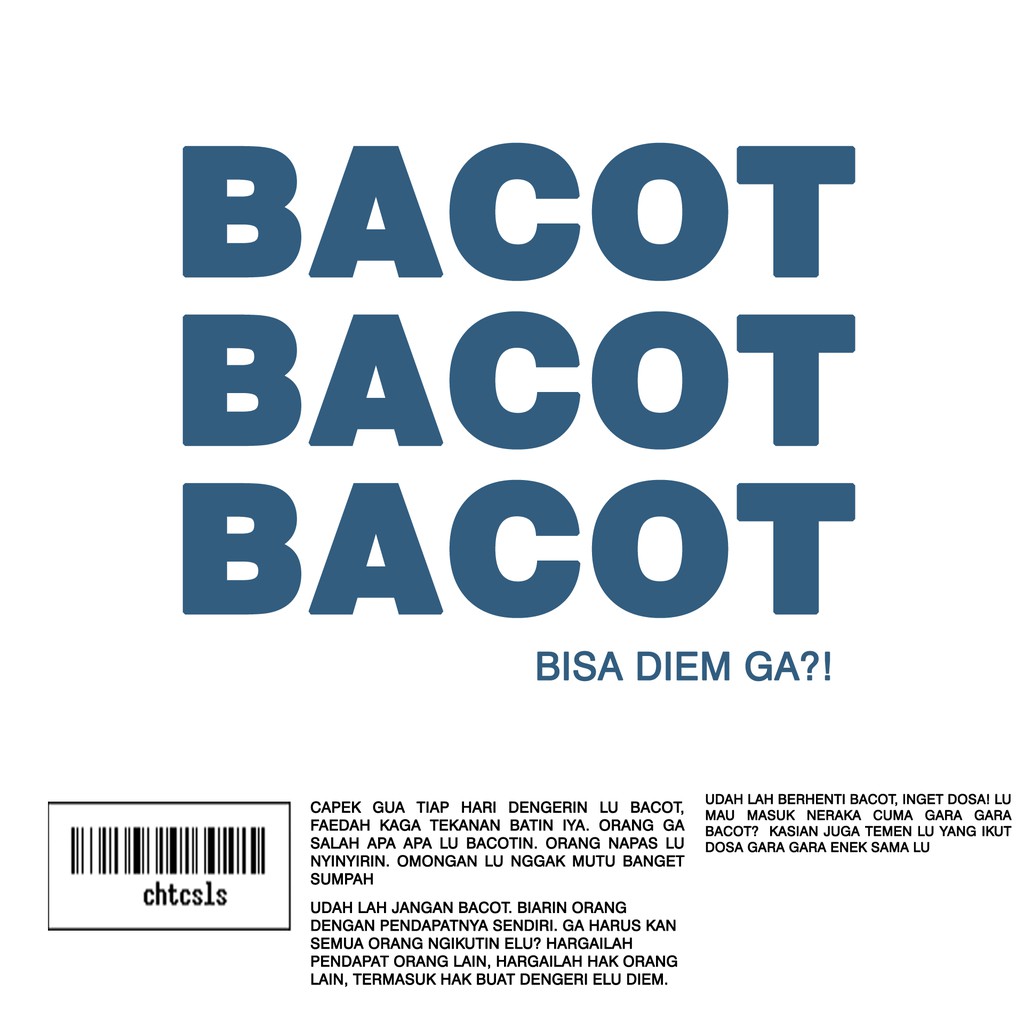 BACOT
BACOT
BACOT
BISA DIEM GA?!
chtcsls
CAPEK GUA TIAP HARI DENGERIN LU BACOT,
FAEDAH KAGA TEKANAN BATIN IYA. ORANG GA
SALAH APA APA LU BACOTIN. ORANG NAPAS LU
NYINYIRIN. OMONGAN LU NGGAK MUTU BANGET
SUMPAH
UDAH LAH JANGAN BACOT. BIARIN ORANG
DENGAN PENDAPATNYA SENDIRI. GA HARUS KAN
SEMUA ORANG NGIKUTIN ELU? HARGAILAH
PENDAPAT ORANG LAIN, HARGAILAH HAK ORANG
LAIN, TERMASUK HAK BUAT DENGERI ELU DIEM.
UDAH LAH BERHENTI BACOT, INGET DOSA! LU
MAU MASUK NERAKA CUMA GARA GARA
BACOT? KASIAN JUGA TEMEN LU YANG IKUT
DOSA GARA GARA ENEK SAMA LU